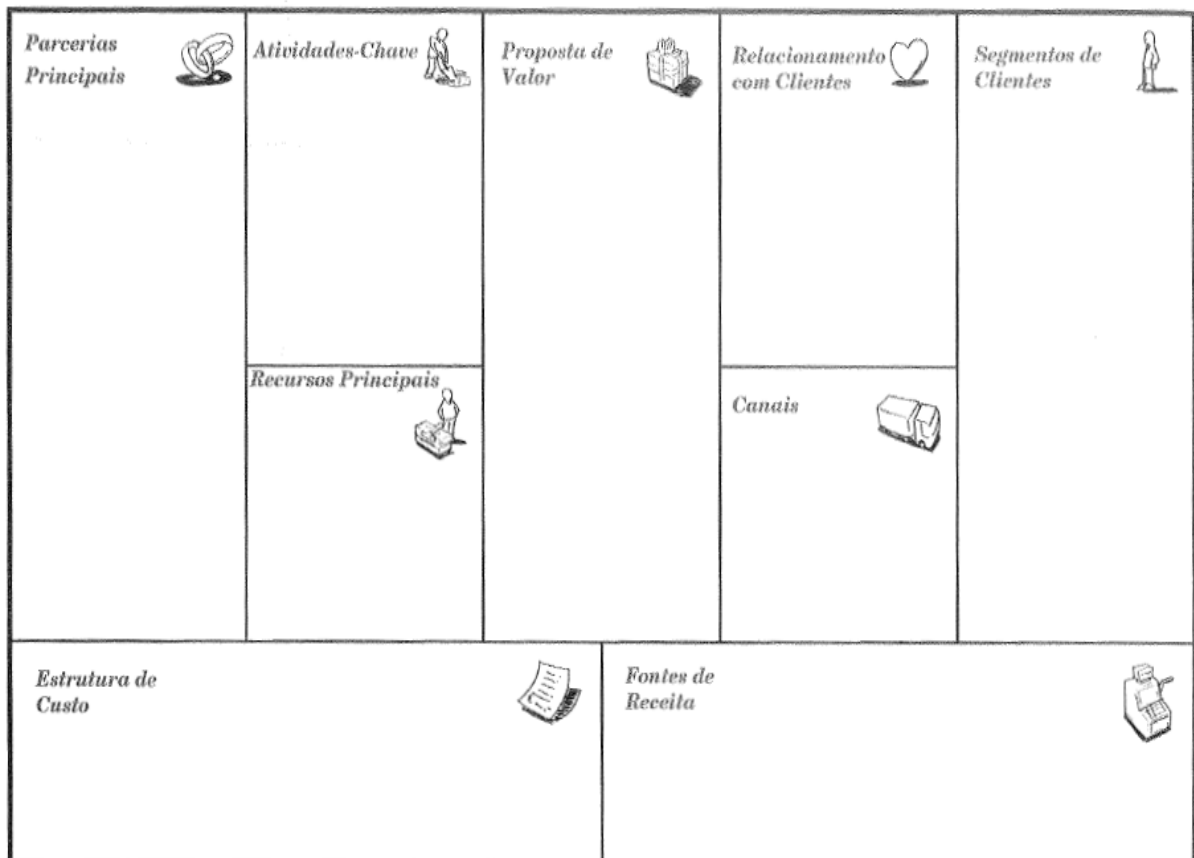 Parcerias
Principais
Atividades-Chave
Proposta de
Valor
Relacionamento
com Clientes
Segmentos de
Clientes
Recursos Principais
Canais
Estrutura de
Custo
Fontes de
Receita